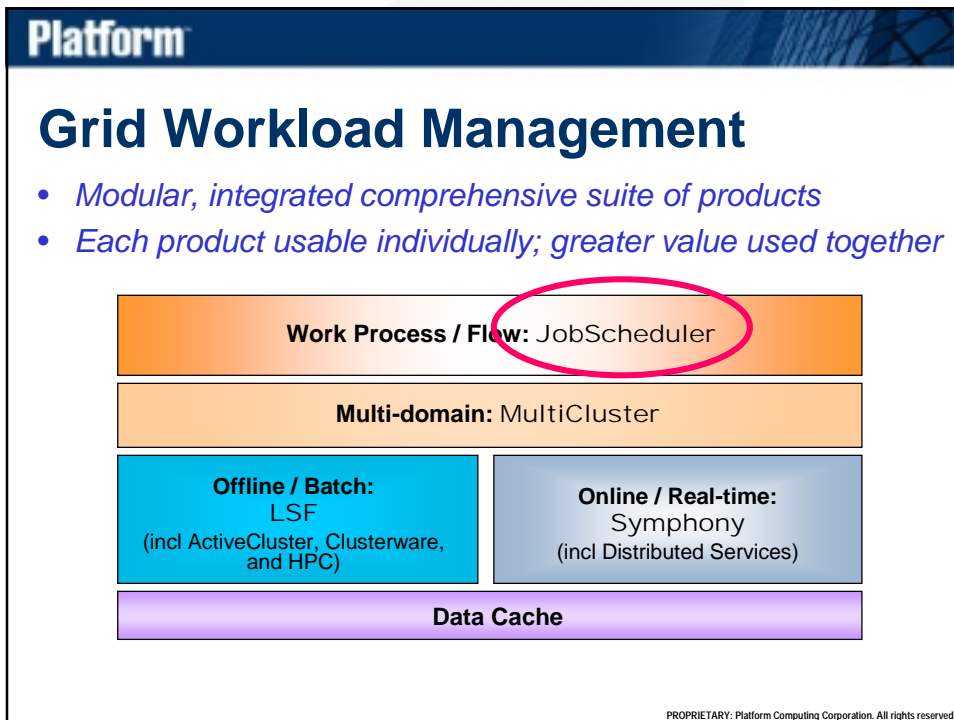 Platform
Grid Workload Management
• Modular, integrated comprehensive suite of products
• Each product usable individually; greater value used together
Work Process / Flow: JobScheduler
Multi-domain: MultiCluster
Offline / Batch:
LSF
(incl ActiveCluster, Clusterware,
and HPC)
Online / Real-time:
Symphony
(incl Distributed Services)
Data Cache
PROPRIETARY: Platform Computing Corporation. All rights reserved